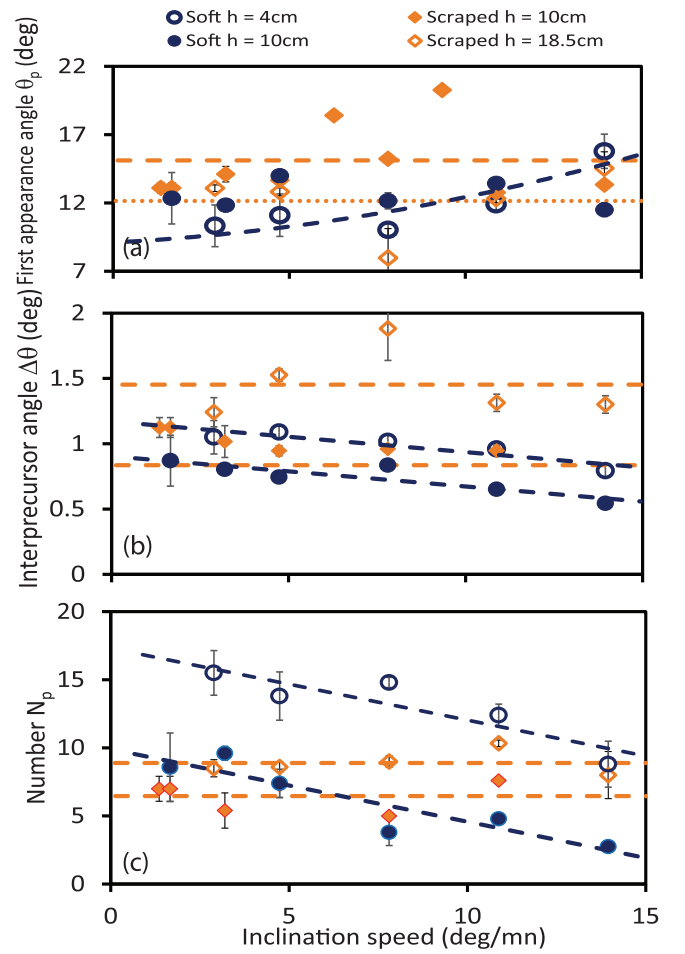 Soft h = 4cm
Scraped h = 10cm
Soft h = 10cm
Scraped h = 18.5cm
First appearance angle θp (deg)
22
17
12
7
(a)
Interprecursor angle Δθ (deg)
2
1.5
1
0.5
0
(b)
Number Np
20
15
10
5
0
(c)
0 5 10 15
Inclination speed (deg/mn)